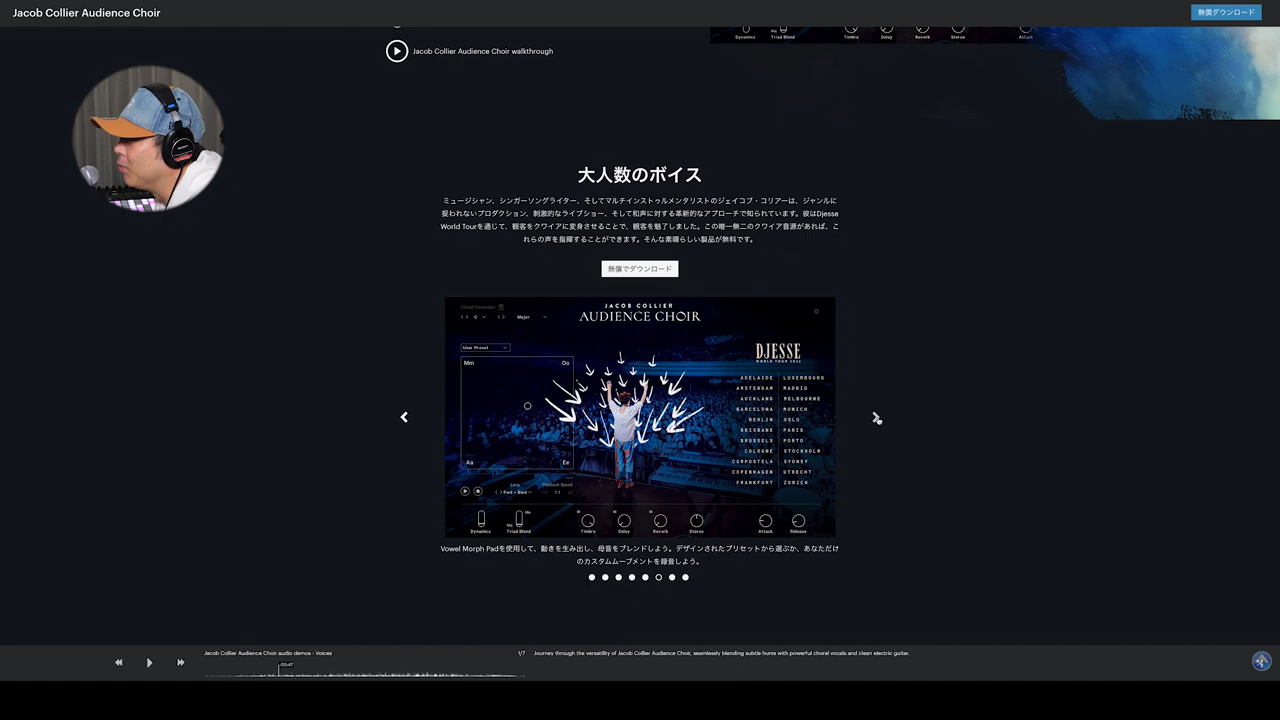 Jacob Collier Audience Choir
無償ダウンロード
Dynamics Triad Blend Timbre Delay Reverb Stereo Attack
Jacob Collier Audience Choir walkthrough
大人数のボイス
ミュージシャン、シンガーソングライター、そしてマルチインストゥルメンタリストのジェイコブ・コリアーは、ジャンルに
捉われないプロダクション、刺激的なライブショー、そして和声に対する革新的なアプローチで知られています。彼はDjesse
World Tourを通じて、観客をクワイアに変身させることで、観客を魅了しました。この唯一無二のクワイア音源があれば、こ
れらの声を指揮することができます。そんな素晴らしい製品が無料です。
無償でダウンロード
JACOB COLLIER
AUDIENCE CHOIR
C Major
User Preset
Mm Oo
Aa Ee
DJESSE
WORLD TOUR 2022
ADELAIDE LUXEMBOURG
AMSTERDAM MADRID
AUCKLAND MELBOURNE
BARCELONA MUNICH
BERLIN OSLO
BRISBANE PARIS
BRUSSELS PORTO
COLOGNE STOCKHOLM
COMPOSTELA SYDNEY
COPENHAGEN UTRECHT
FRANKFURT ZURICH
Playback Speed
Fwd + Bwd 1:1
Dynamics Triad Blend Timbre Delay Reverb Stereo Attack Release
Vowel Morph Padを使用して、動きを生み出し、母音をブレンドしよう。デザインされたプリセットから選ぶか、あなただけ
のカスタムムーブメントを録音しよう。
Jacob Collier Audience Choir audio demos - Voices
1/7 Journey through the versatility of Jacob Collier Audience Choir, seamlessly blending subtle hums with powerful choral vocals and clean electric guitar.
00:47